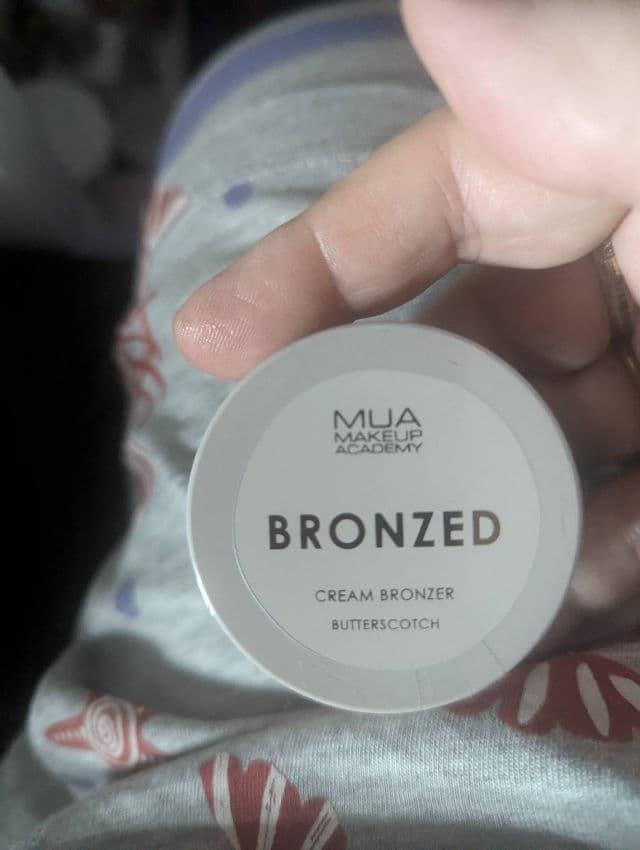 MUA
MAKEUP
ACADEMY
BRONZED
CREAM BRONZER
BUTTERSCOTCH